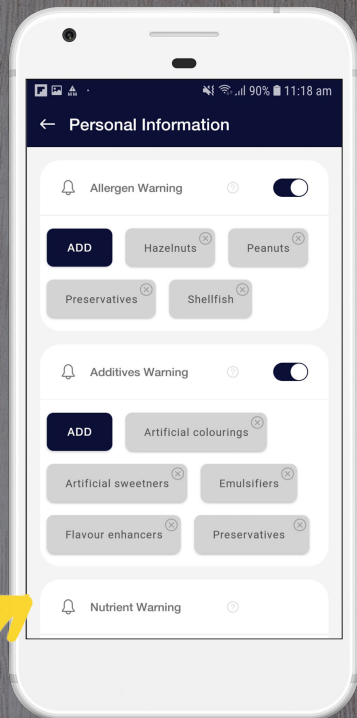 90% 11:18 am
Personal Information
Allergen Warning
ADD Hazelnuts Peanuts
Preservatives Shellfish
Additives Warning
ADD Artificial colourings
Artificial sweetners Emulsifiers
Flavour enhancers Preservatives
Nutrient Warning